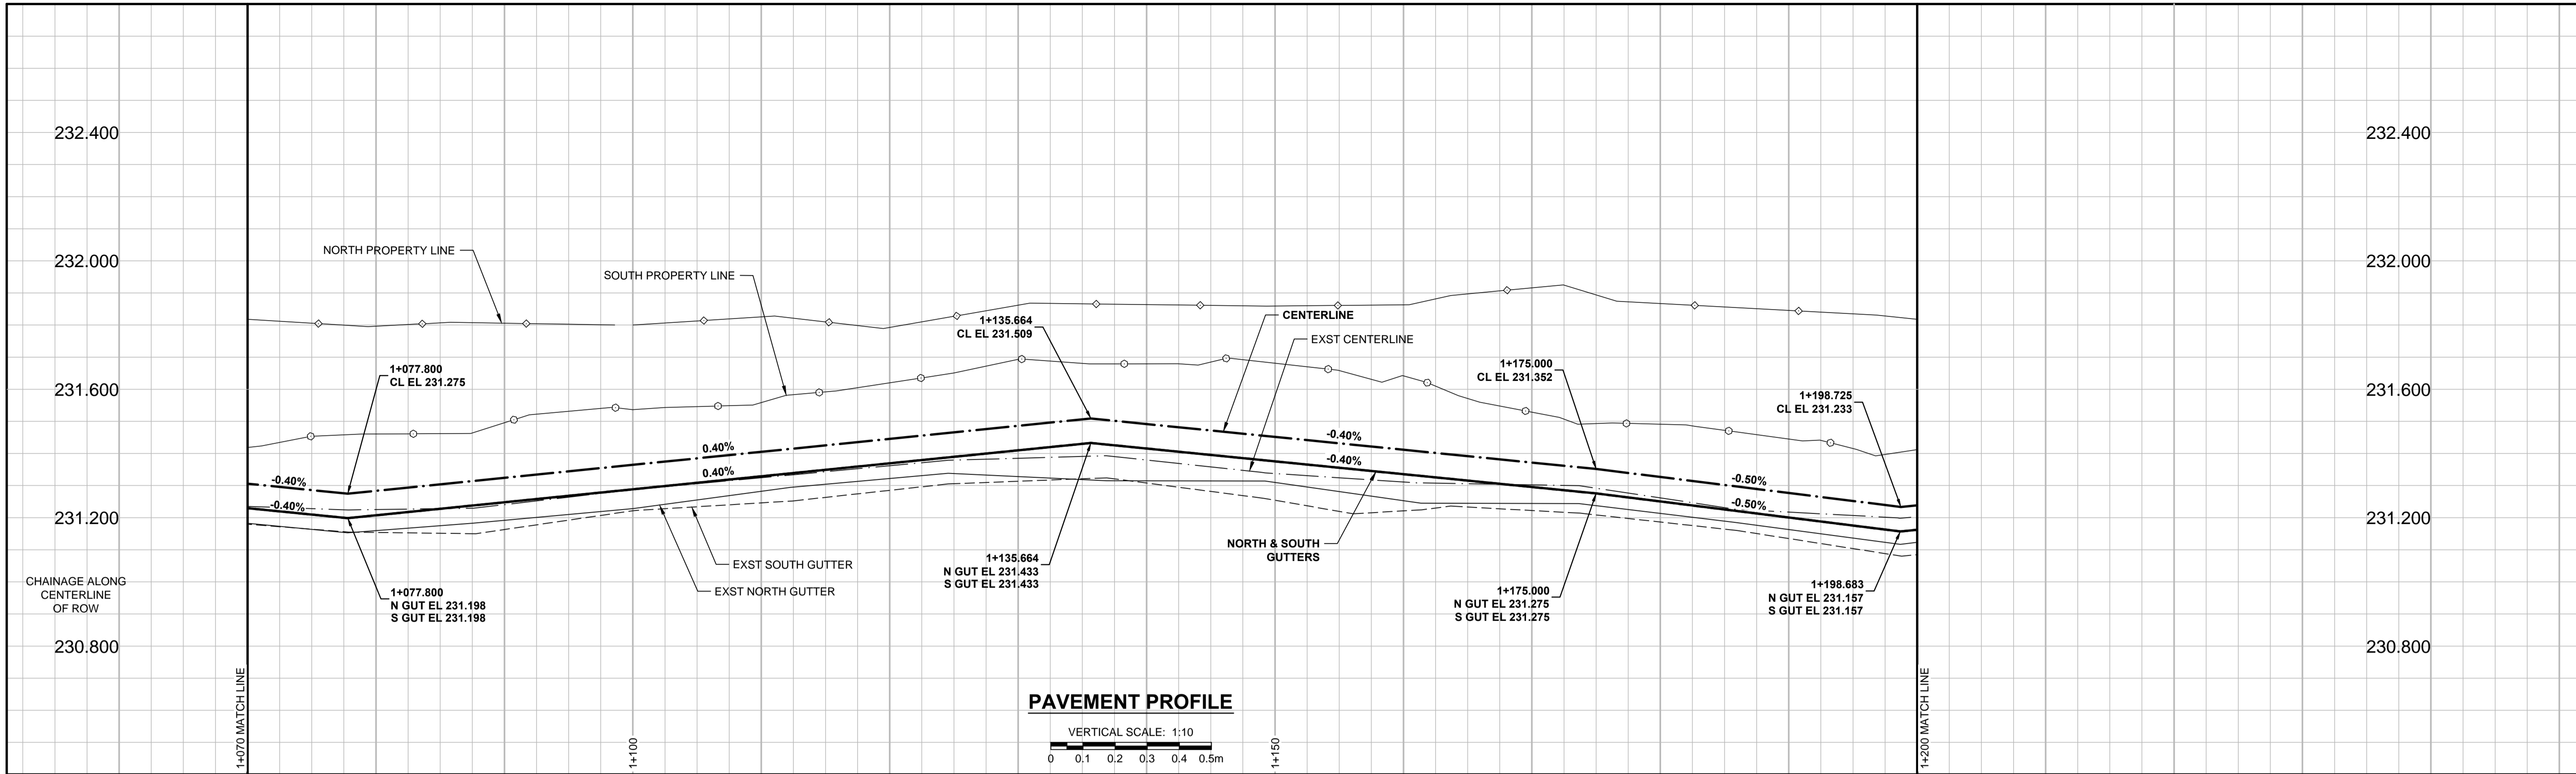 232.400
232.400
232.000
232.000
NORTH PROPERTY LINE
SOUTH PROPERTY LINE
1+135.664
CL EL 231.509
CENTERLINE
EXST CENTERLINE
1+077.800
CL EL 231.275
1+175.000
CL EL 231.352
1+198.725
CL EL 231.233
231.600
231.600
-0.40%
0.40%
-0.40%
-0.50%
-0.40%
0.40%
-0.40%
-0.50%
231.200
231.200
EXST SOUTH GUTTER
EXST NORTH GUTTER
1+135.664
N GUT EL 231.433
S GUT EL 231.433
NORTH & SOUTH
GUTTERS
1+077.800
N GUT EL 231.198
S GUT EL 231.198
1+175.000
N GUT EL 231.275
S GUT EL 231.275
1+198.683
N GUT EL 231.157
S GUT EL 231.157
CHAINAGE ALONG
CENTERLINE
OF ROW
230.800
230.800
1+070 MATCH LINE
1+100
PAVEMENT PROFILE
VERTICAL SCALE: 1:10
0 0.1 0.2 0.3 0.4 0.5m
1+150
1+200 MATCH LINE